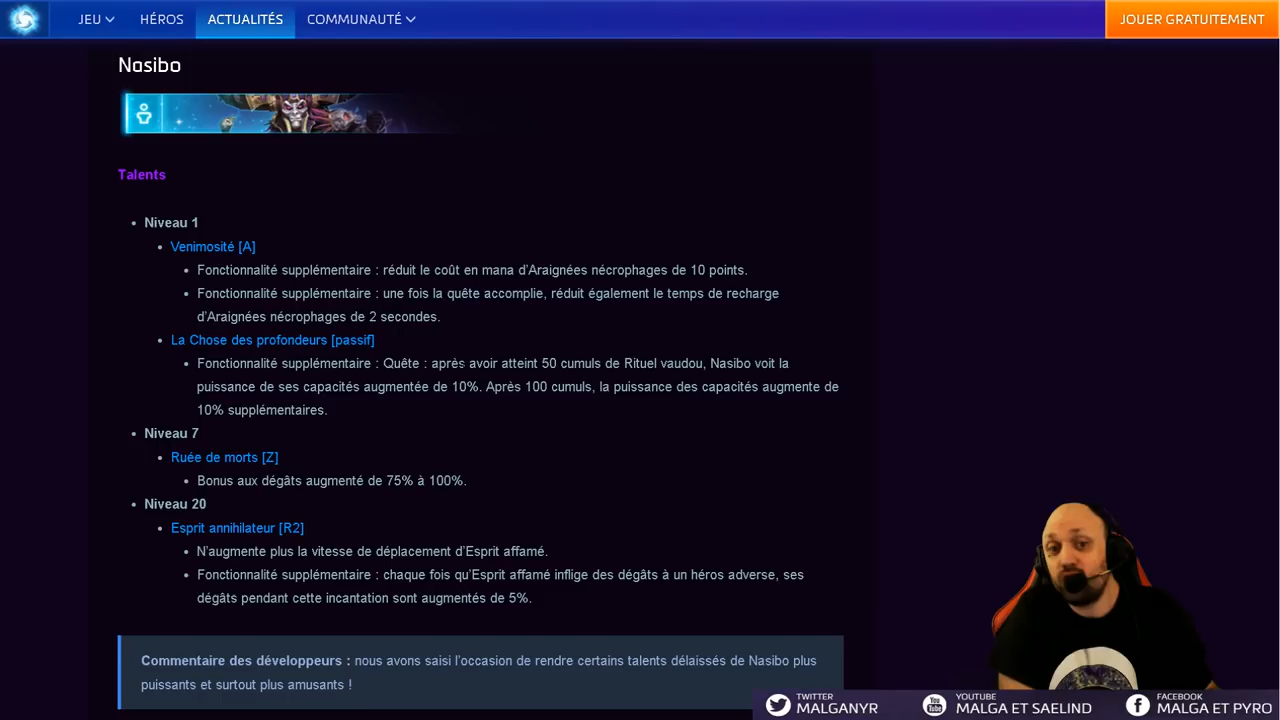 JEU HÉROS ACTUALITÉS COMMUNAUTÉ JOUER GRATUITEMENT
Nasibo
Talents
• Niveau 1
• Venimosité [A]
• Fonctionnalité supplémentaire : réduit le coût en mana d'Araignées nécrophages de 10 points.
• Fonctionnalité supplémentaire : une fois la quête accomplie, réduit également le temps de recharge
d'Araignées nécrophages de 2 secondes.
• La Chose des profondeurs [passif]
• Fonctionnalité supplémentaire : Quête : après avoir atteint 50 cumuls de Rituel vaudou, Nasibo voit la
puissance de ses capacités augmentée de 10%. Après 100 cumuls, la puissance des capacités augmente de
10% supplémentaires.
• Niveau 7
• Ruée de morts [Z]
• Bonus aux dégâts augmenté de 75% à 100%.
• Niveau 20
• Esprit annihilateur [R2]
• N'augmente plus la vitesse de déplacement d'Esprit affamé.
• Fonctionnalité supplémentaire : chaque fois qu'Esprit affamé inflige des dégâts à un héros adverse, ses
dégâts pendant cette incantation sont augmentés de 5%.
Commentaire des développeurs : nous avons saisi l'occasion de rendre certains talents délaissés de Nasibo plus
puissants et surtout plus amusants !
TWITTER
MALGANYR
YOUTUBE
MALGA ET SAELIND
FACEBOOK
MALGA ET PYRO